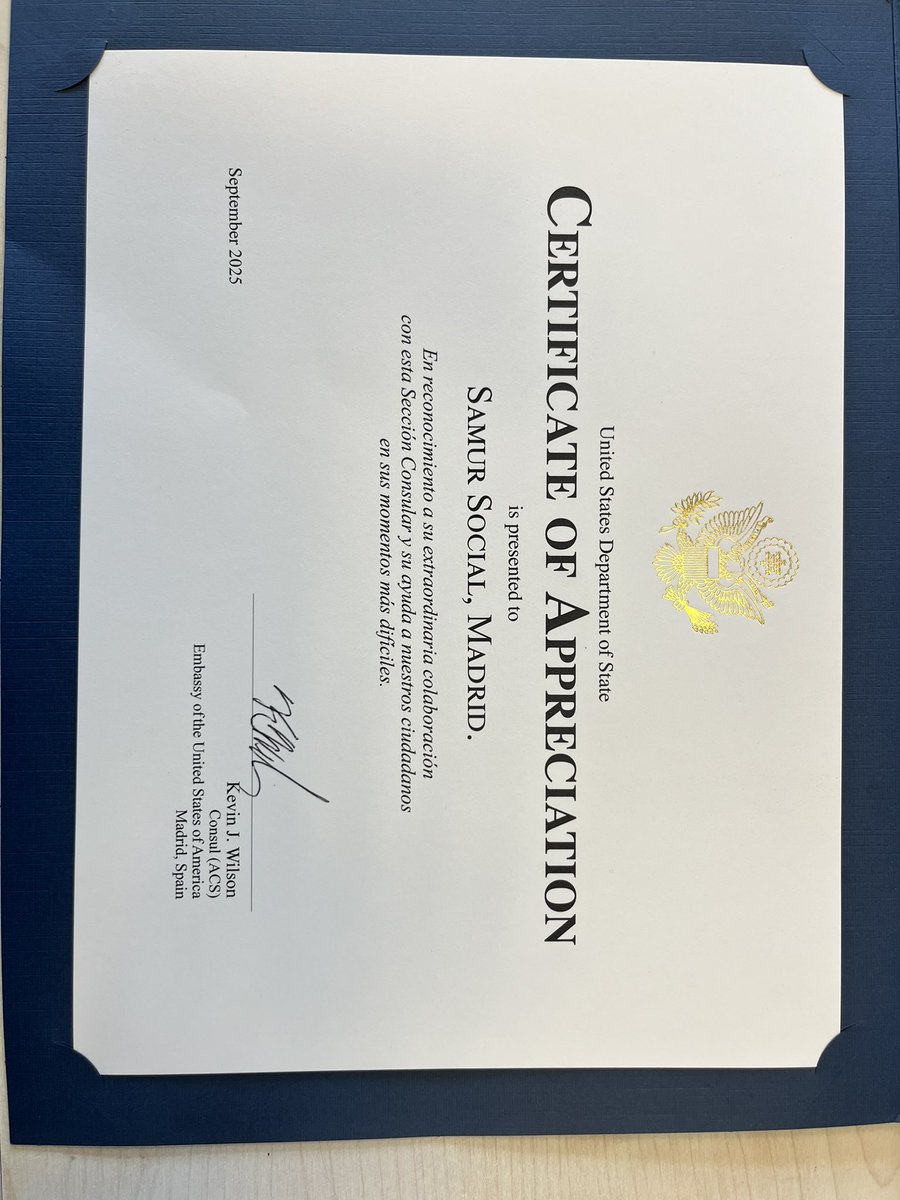 United States Department of State
CERTIFICATE OF APPRECIATION
is presented to
SAMUR SOCIAL, MADRID.
En reconocimiento a su extraordinaria colaboración
con esta Sección Consular y su ayuda a nuestros ciudadanos
en sus momentos más difíciles.
September 2025
Kevin J. Wilson
Consul (ACS)
Embassy of the United States of America
Madrid, Spain